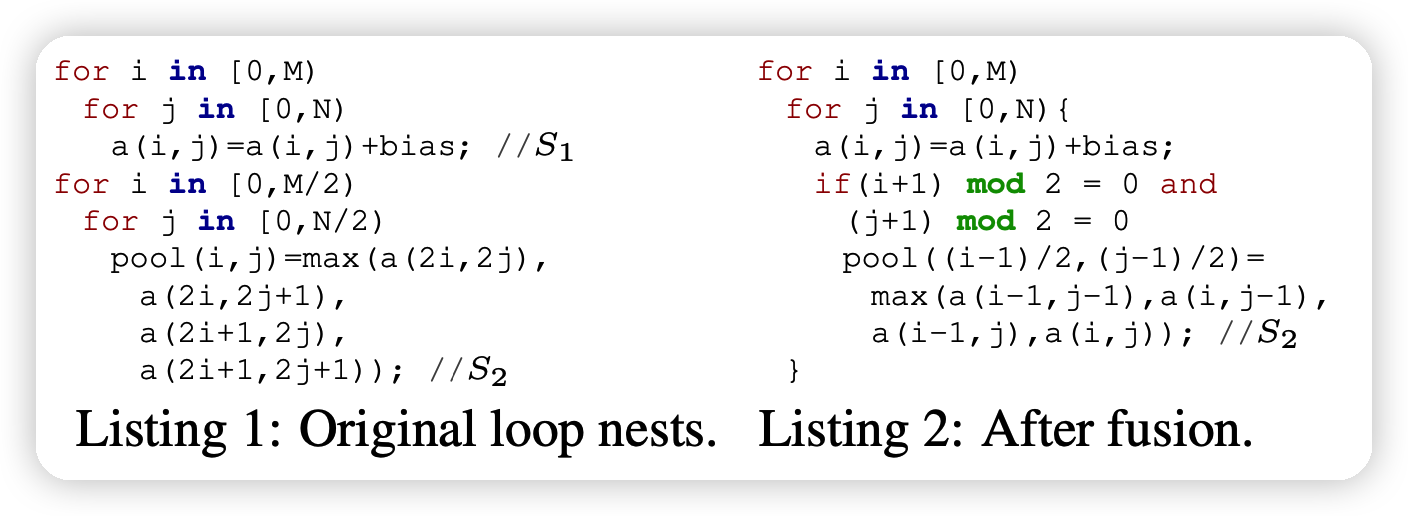 for i in [0,M)
for j in [0,N)
a(i,j)=a(i,j)+bias; //S1
for i in [0,M/2)
for j in [0,N/2)
pool(i,j)=max(a(2i,2j),
a(2i,2j+1),
a(2i+1,2j),
a(2i+1,2j+1)); //S2
Listing 1: Original loop nests.
for i in [0,M)
for j in [0,N){
a(i,j)=a(i,j)+bias;
if(i+1) mod 2 = 0 and
(j+1) mod 2 = 0
pool((i-1)/2,(j-1)/2)=
max(a(i-1,j-1),a(i,j-1),
a(i-1,j),a(i,j)); //S2
}
Listing 2: After fusion.